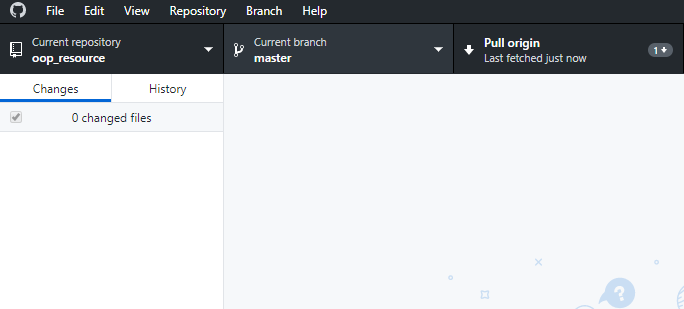 File Edit View Repository Branch Help
Current repository
oop_resource
Current branch
master
Pull origin
Last fetched just now
1
Changes History
0 changed files
?